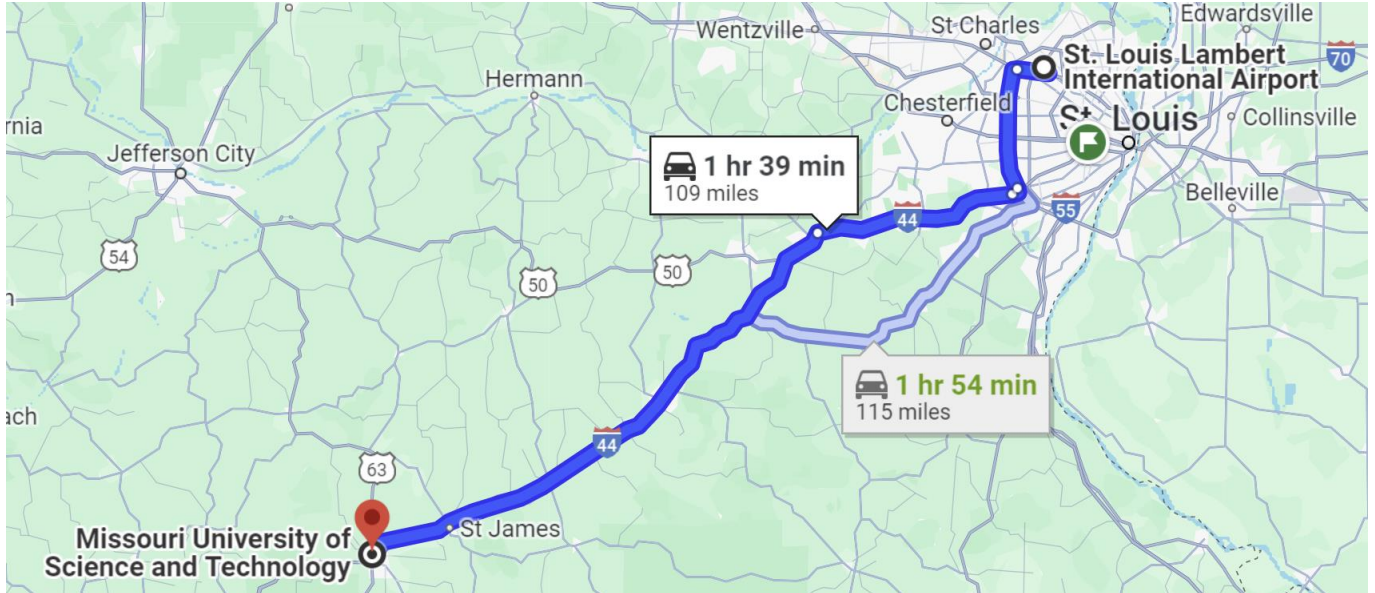 Edwardsville
St Charles
Wentzville
70
St. Louis Lambert
International Airport
Hermann
Chesterfield
St. Louis
Collinsville
rnia
Jefferson City
1 hr 39 min
109 miles
Belleville
44
55
54
50
50
1 hr 54 min
115 miles
ach
44
63
St James
Missouri University of
Science and Technology